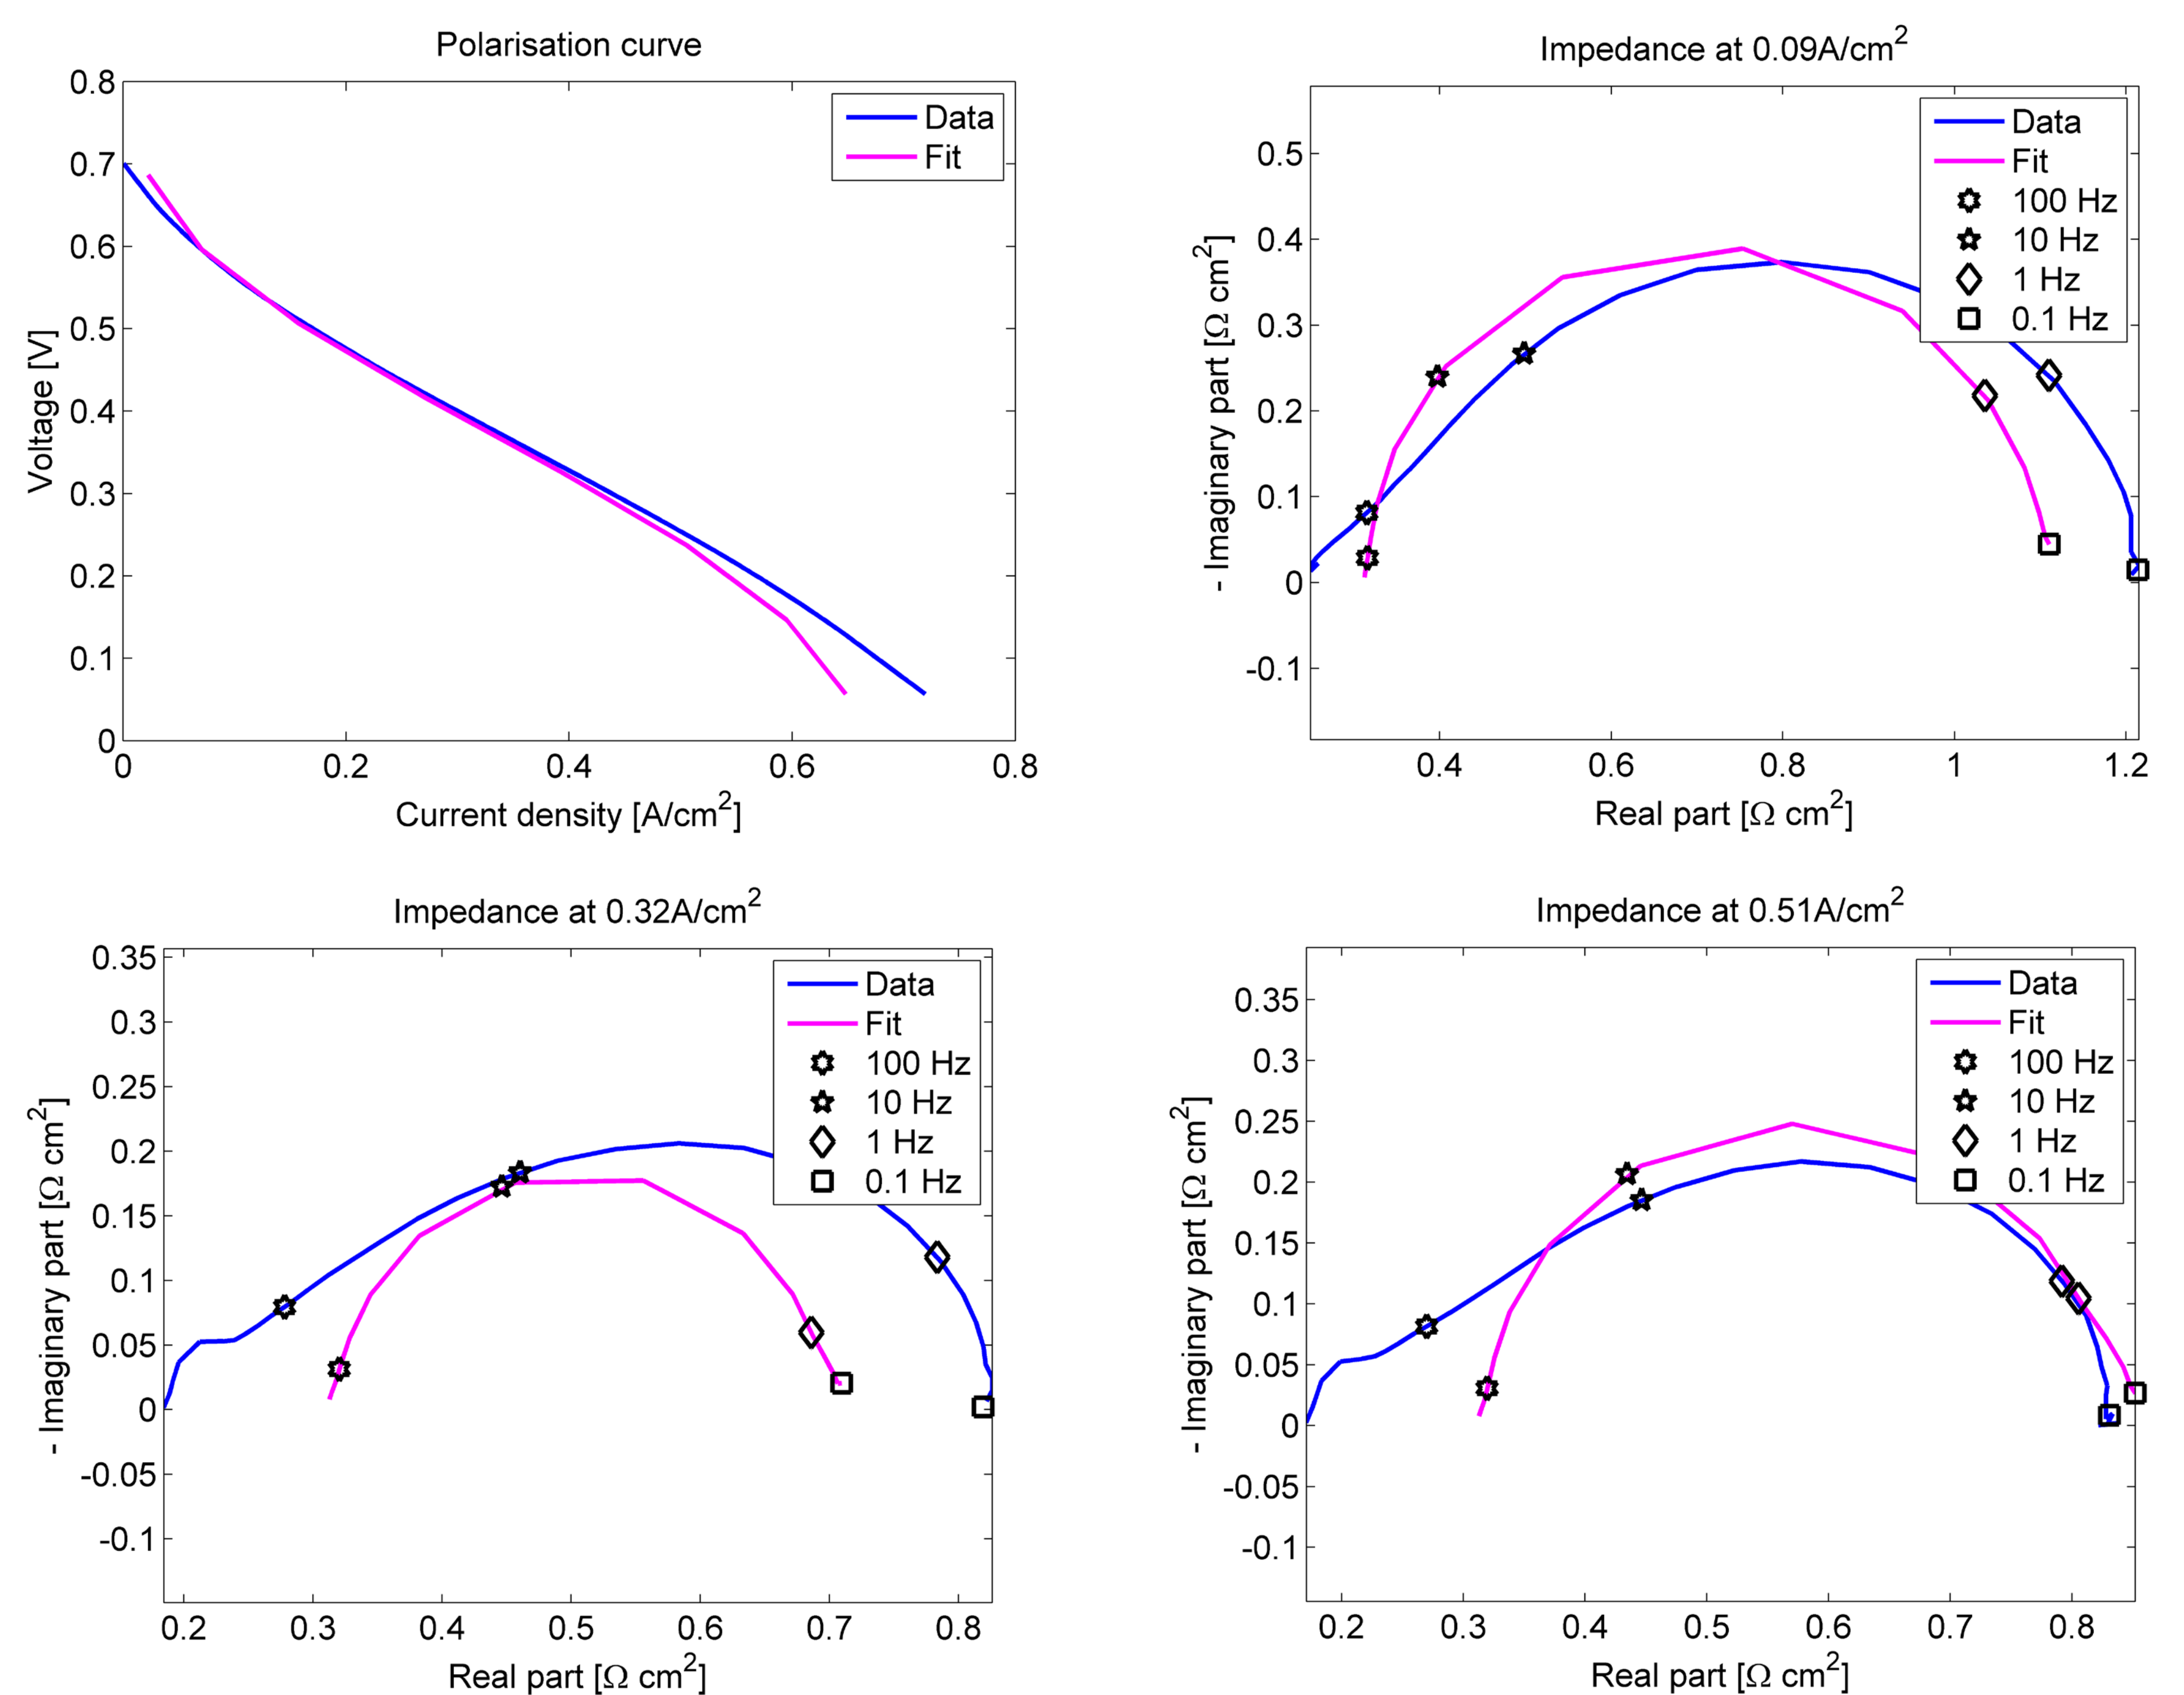 Polarisation curve
0.8
0.7
0.6
0.5
0.4
0.3
0.2
0.1
0
0 0.2 0.4 0.6 0.8
Voltage [V]
Current density [A/cm²]
Data
Fit
Impedance at 0.09A/cm²
0.5
0.4
0.3
0.2
0.1
0
-0.1
0.4 0.6 0.8 1 1.2
- Imaginary part [Ω cm²]
Real part [Ω cm²]
Data
Fit
100 Hz
10 Hz
1 Hz
0.1 Hz
Impedance at 0.32A/cm²
0.35
0.3
0.25
0.2
0.15
0.1
0.05
0
-0.05
-0.1
0.2 0.3 0.4 0.5 0.6 0.7 0.8
- Imaginary part [Ω cm²]
Real part [Ω cm²]
Data
Fit
100 Hz
10 Hz
1 Hz
0.1 Hz
Impedance at 0.51A/cm²
0.35
0.3
0.25
0.2
0.15
0.1
0.05
0
-0.05
-0.1
0.2 0.3 0.4 0.5 0.6 0.7 0.8
- Imaginary part [Ω cm²]
Real part [Ω cm²]
Data
Fit
100 Hz
10 Hz
1 Hz
0.1 Hz